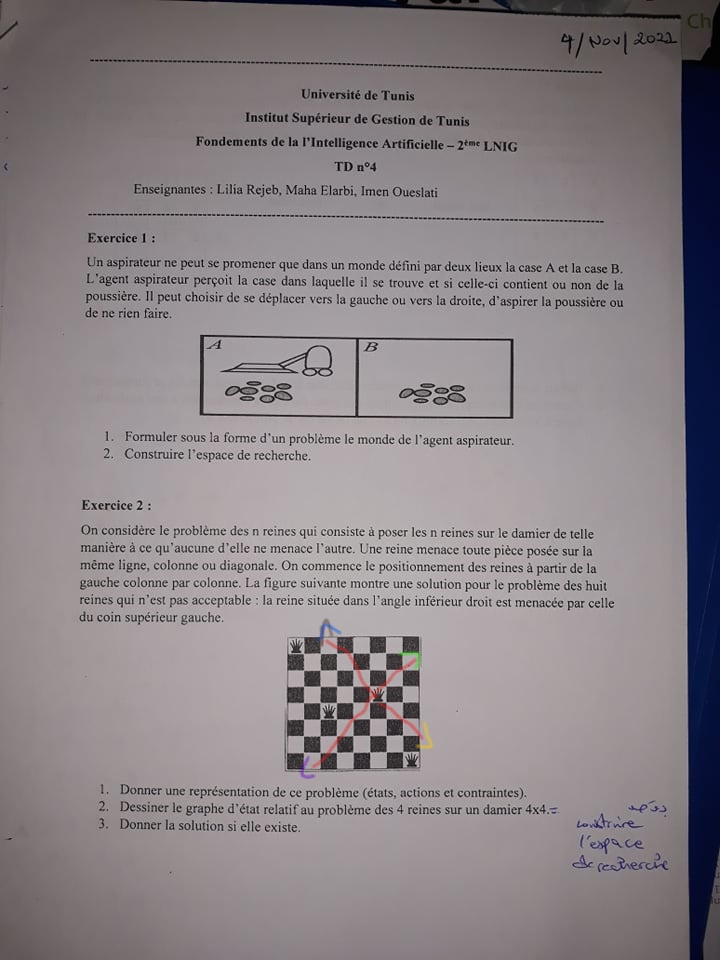 4/Nov/2022
Université de Tunis
Institut Supérieur de Gestion de Tunis
Fondements de la l'Intelligence Artificielle – 2ème LNIG
TD n°4
Enseignantes : Lilia Rejeb, Maha Elarbi, Imen Oueslati
Exercice 1 :
Un aspirateur ne peut se promener que dans un monde défini par deux lieux la case A et la case B.
L'agent aspirateur perçoit la case dans laquelle il se trouve et si celle-ci contient ou non de la
poussière. Il peut choisir de se déplacer vers la gauche ou vers la droite, d'aspirer la poussière ou
de ne rien faire.
A B
1. Formuler sous la forme d'un problème le monde de l'agent aspirateur.
2. Construire l'espace de recherche.
Exercice 2 :
On considère le problème des n reines qui consiste à poser les n reines sur le damier de telle
manière à ce qu'aucune d'elle ne menace l'autre. Une reine menace toute pièce posée sur la
même ligne, colonne ou diagonale. On commence le positionnement des reines à partir de la
gauche colonne par colonne. La figure suivante montre une solution pour le problème des huit
reines qui n'est pas acceptable : la reine située dans l'angle inférieur droit est menacée par celle
du coin supérieur gauche.
1. Donner une représentation de ce problème (états, actions et contraintes).
2. Dessiner le graphe d'état relatif au problème des 4 reines sur un damier 4x4.=
3. Donner la solution si elle existe.
construire
l'espace
de recherche